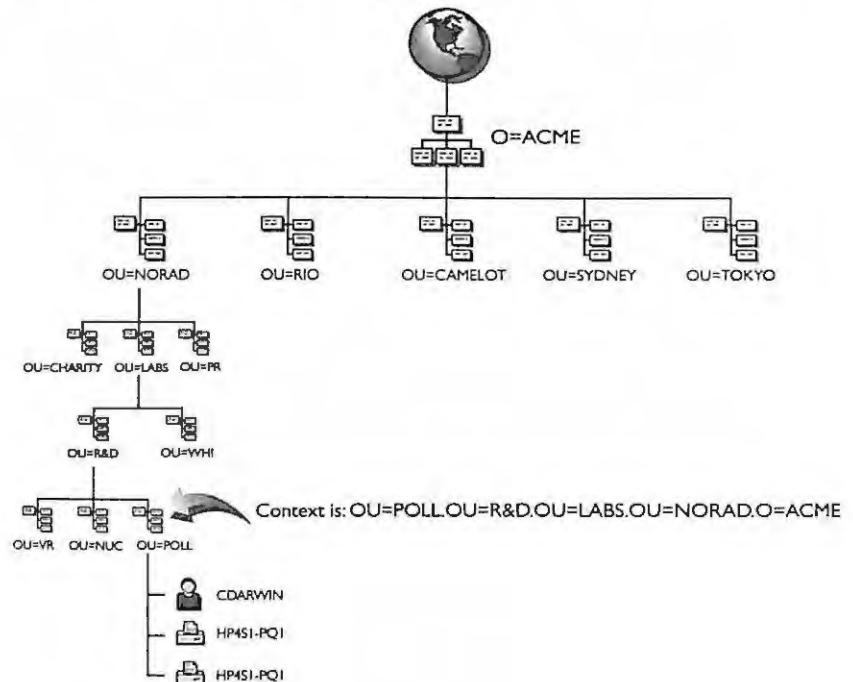 O=ACME
OU=NORAD OU=RIO OU=CAMELOT OU=SYDNEY OU=TOKYO
OU=CHARITY OU=LABS OU=PR
OU=R&D OU=WHI
Context is: OU=POLL.OU=R&D.OU=LABS.OU=NORAD.O=ACME
OU=VR OU=NUC OU=POLL
CDARWIN
HP4SI-PQ1
HP4SI-PQ1